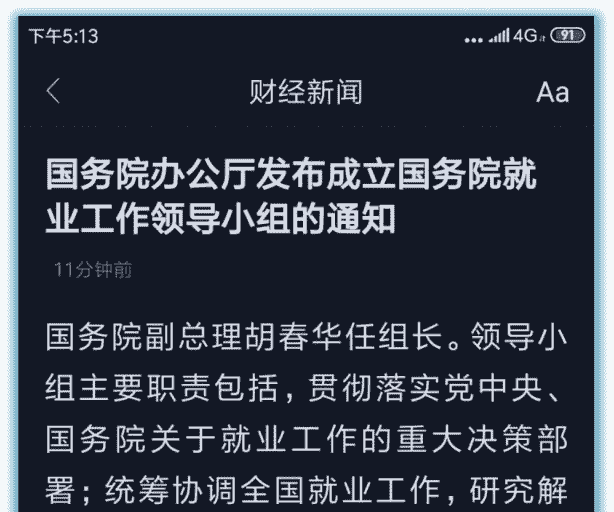 下午5:13
4G 91
财经新闻
Aa
国务院办公厅发布成立国务院就
业工作领导小组的通知
11分钟前
国务院副总理胡春华任组长。领导小
组主要职责包括，贯彻落实党中央、
国务院关于就业工作的重大决策部
署；统筹协调全国就业工作，研究解